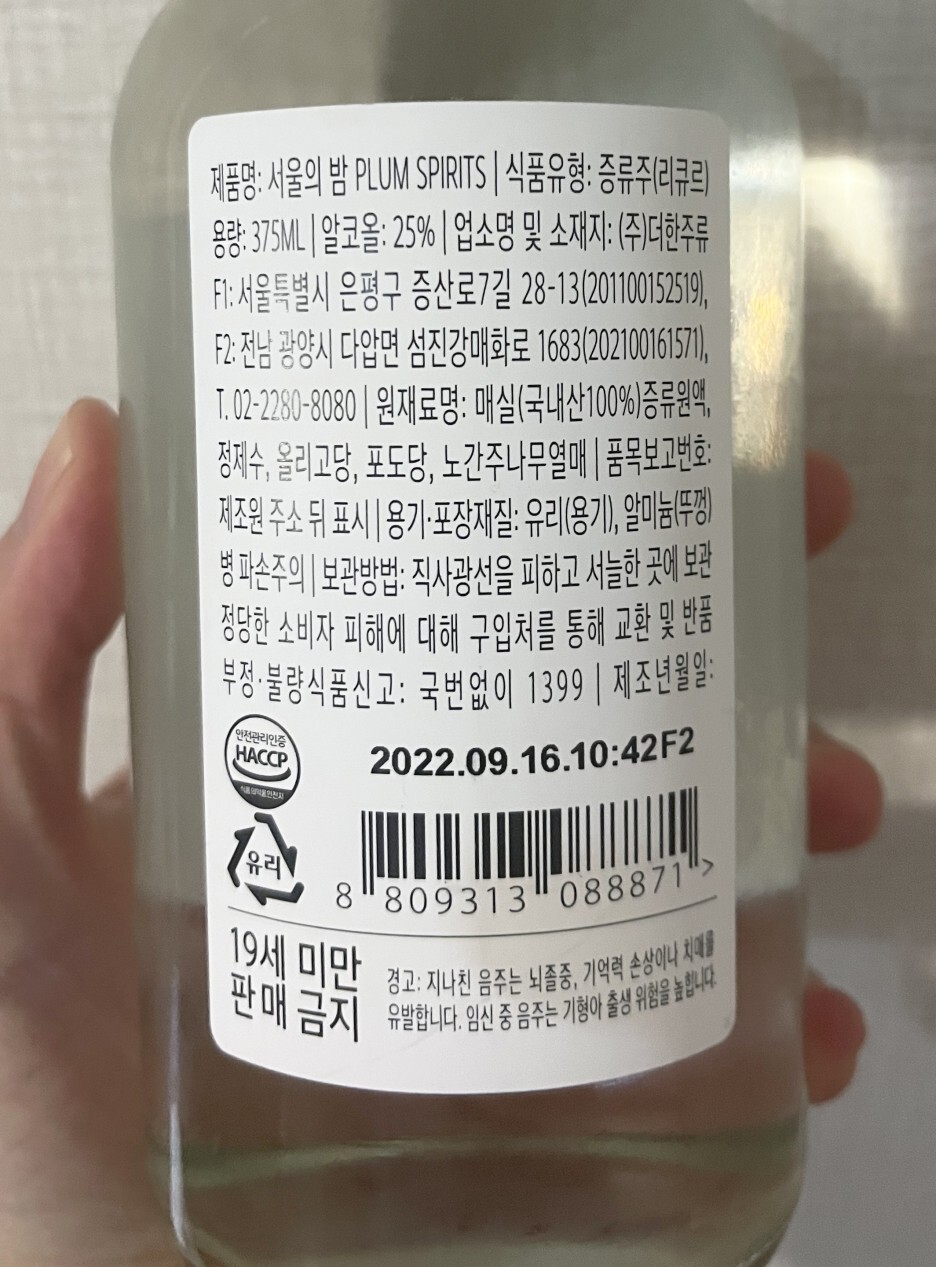 제품명: 서울의 밤 PLUM SPIRITS | 식품유형: 증류주(리큐르)
용량: 375ML | 알코올: 25% | 업소명 및 소재지: (주)더한주류
F1: 서울특별시 은평구 증산로7길 28-13(201100152519),
F2: 전남 광양시 다압면 섬진강매화로 1683(202100161571),
T. 02-2280-8080 | 원재료명: 매실(국내산100%)증류원액,
정제수, 올리고당, 포도당, 노간주나무열매 | 품목보고번호:
제조원 주소 뒤 표시 | 용기·포장재질: 유리(용기), 알미늄(뚜껑)
병 파손주의 | 보관방법: 직사광선을 피하고 서늘한 곳에 보관
정당한 소비자 피해에 대해 구입처를 통해 교환 및 반품
부정·불량식품신고: 국번없이 1399 | 제조년월일:
안전관리인증
HACCP
식품의약품안전처
2022.09.16.10:42F2
유리
8 809313 088871 >
19세 미만
판매 금지
경고: 지나친 음주는 뇌졸중, 기억력 손상이나 치매를
유발합니다. 임신 중 음주는 기형아 출생 위험을 높입니다.